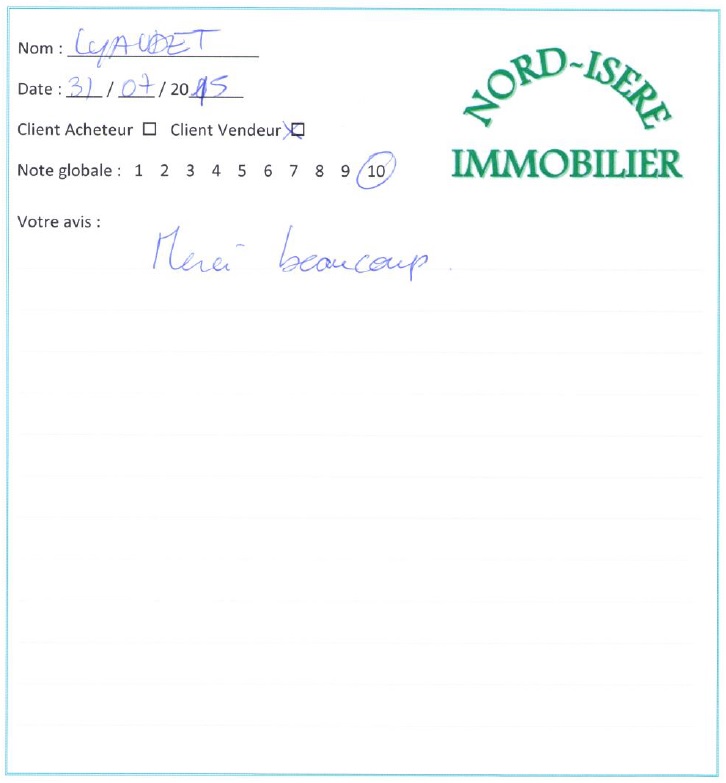 Nom : LYAUDET
Date : 31 / 07 / 2015
Client Acheteur ☐ Client Vendeur ☒
Note globale : 1 2 3 4 5 6 7 8 9 10
Votre avis :
Merci beaucoup.
NORD~ISERE
IMMOBILIER